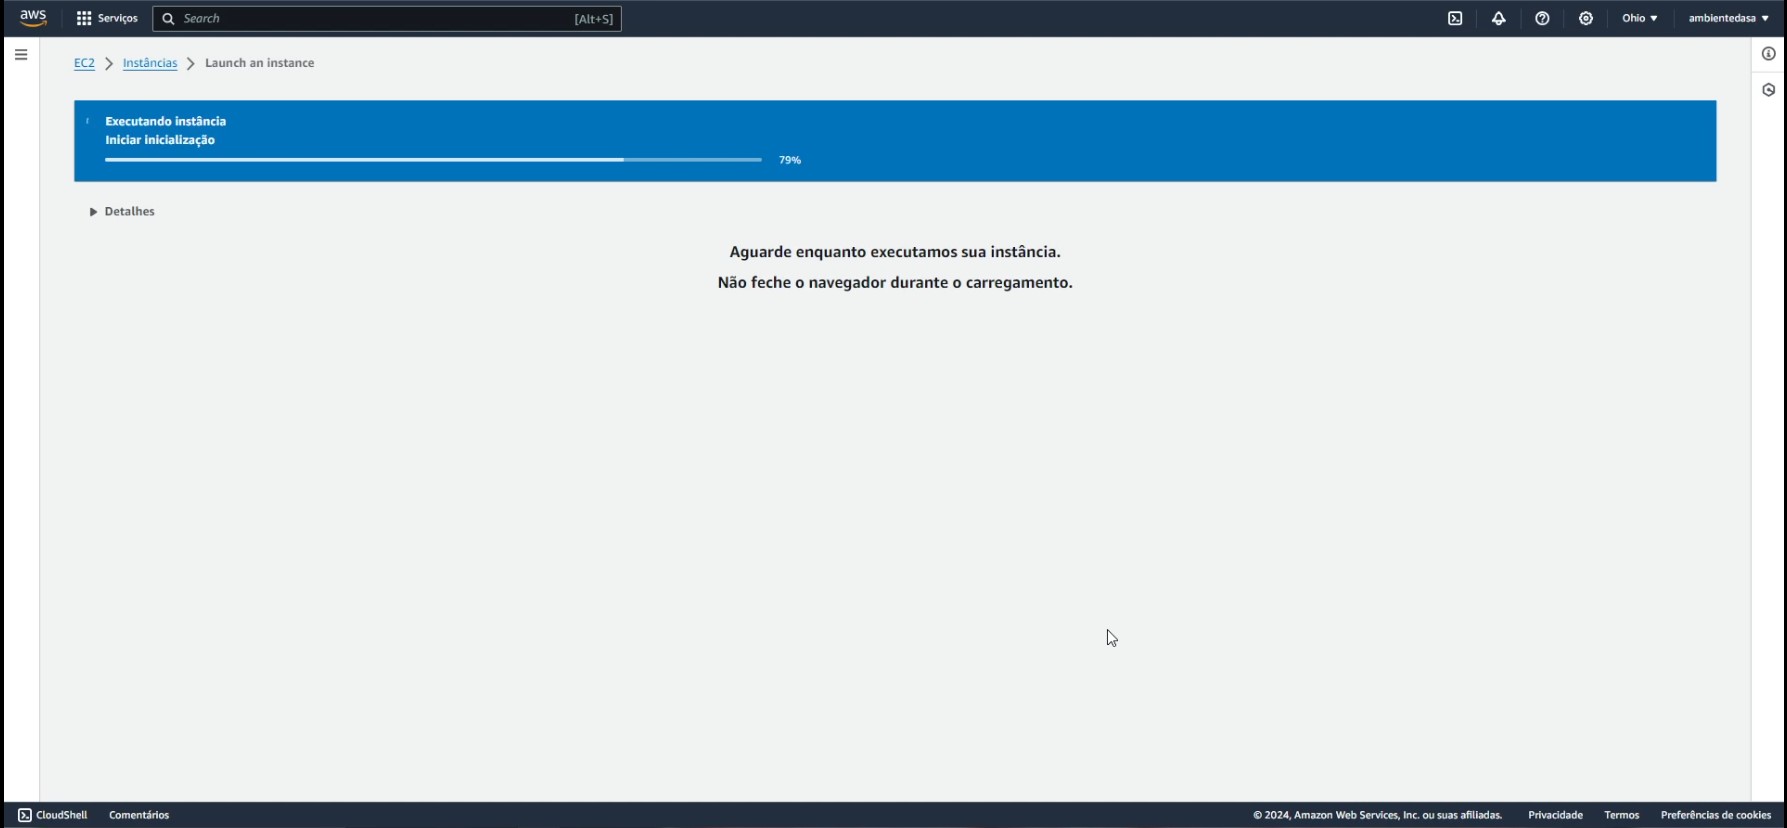 aws
Serviços
Search
[Alt+S]
Ohio
ambientedasa
EC2
Instâncias
Launch an instance
Executando instância
Iniciar inicialização
79%
Detalhes
Aguarde enquanto executamos sua instância.
Não feche o navegador durante o carregamento.
CloudShell
Comentários
© 2024, Amazon Web Services, Inc. ou suas afiliadas.
Privacidade
Termos
Preferências de cookies